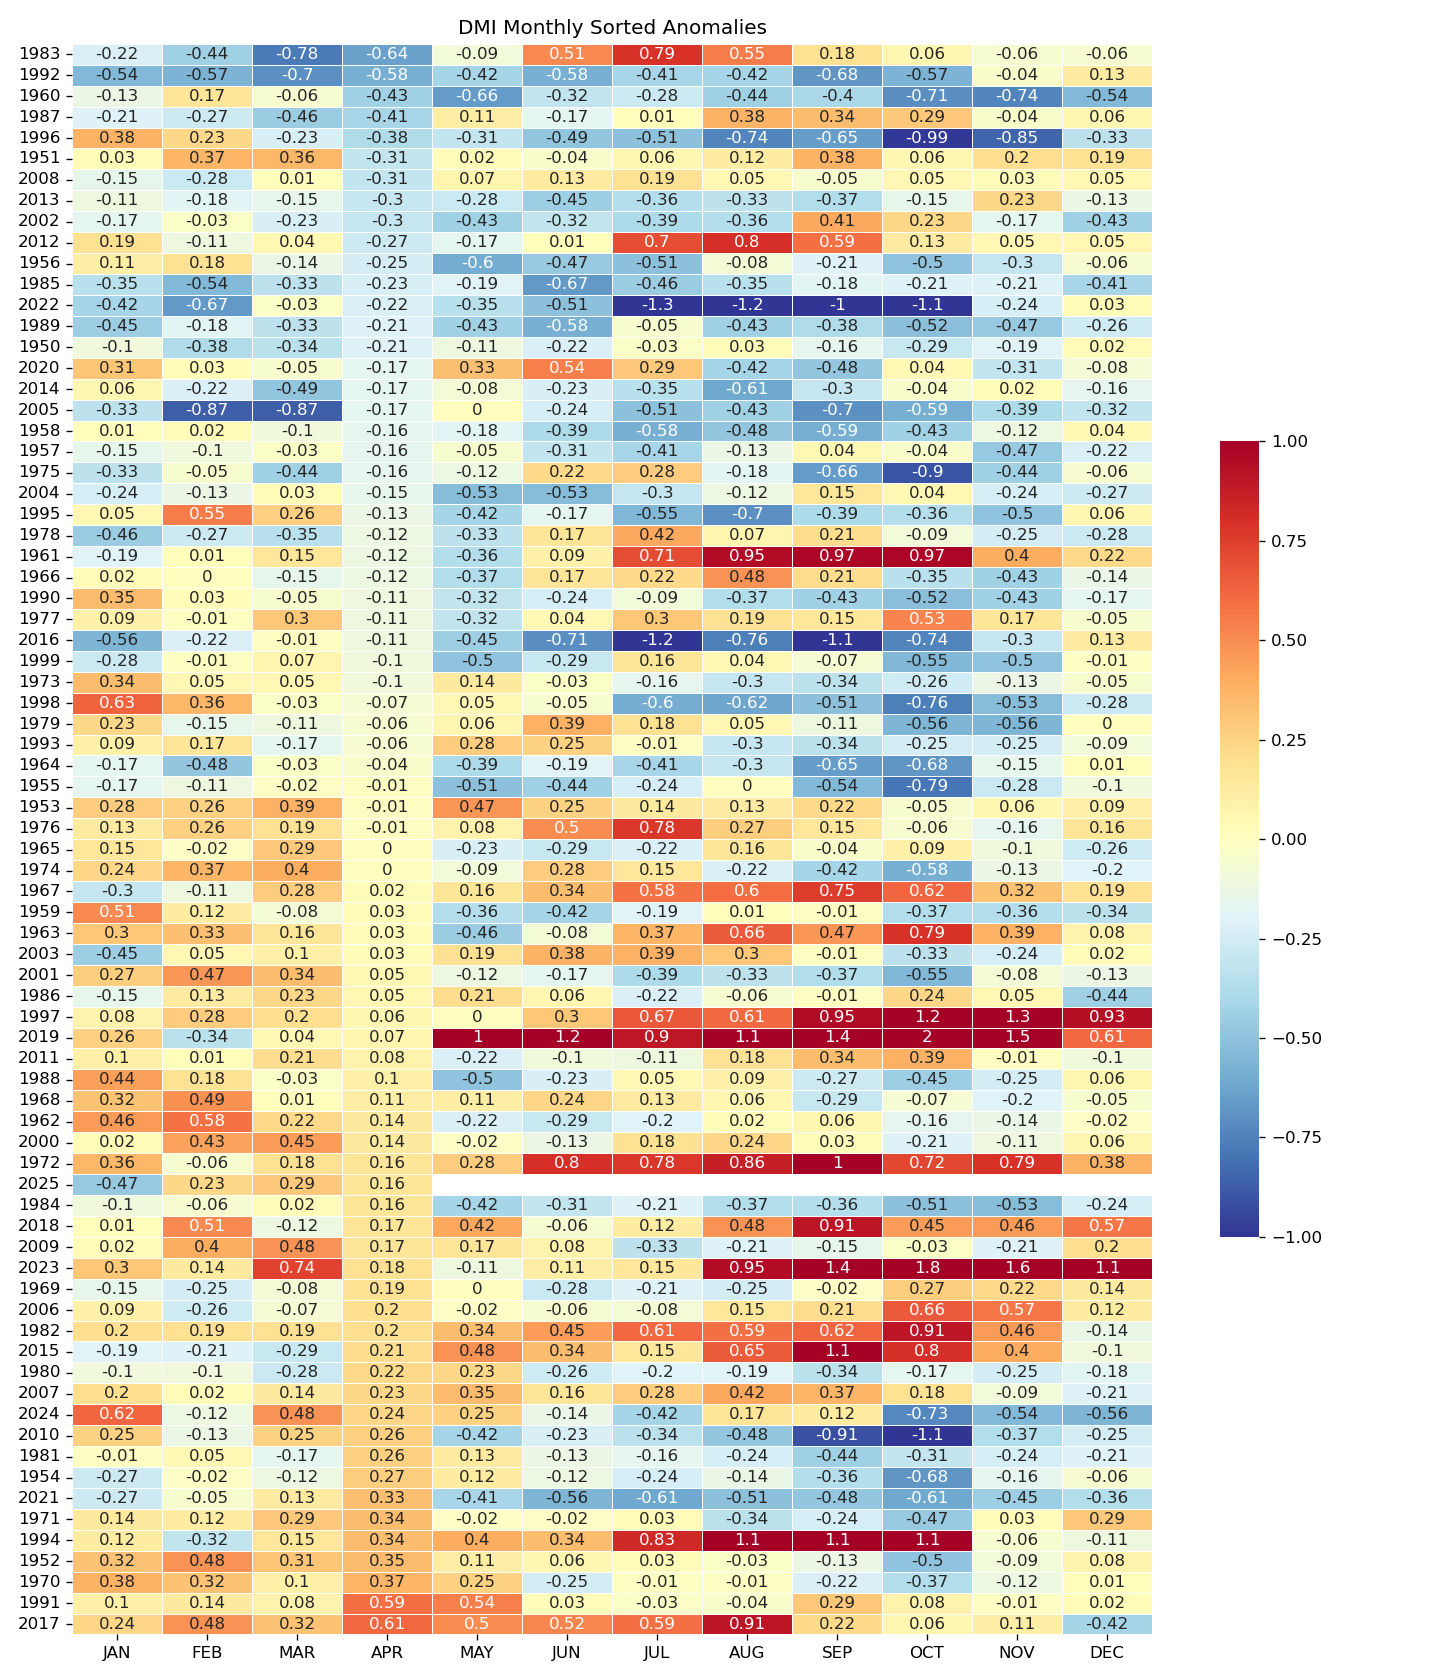 DMI Monthly Sorted Anomalies
1983 -0.22 -0.44 -0.78 -0.64 -0.09 0.51 0.79 0.55 0.18 0.06 -0.06 -0.06
1992 -0.54 -0.57 -0.7 -0.58 -0.42 -0.58 -0.41 -0.42 -0.68 -0.57 -0.04 0.13
1960 -0.13 0.17 -0.06 -0.43 -0.66 -0.32 -0.28 -0.44 -0.4 -0.71 -0.74 -0.54
1987 -0.21 -0.27 -0.46 -0.41 0.11 -0.17 0.01 0.38 0.34 0.29 -0.04 0.06
1996 0.38 0.23 -0.23 -0.38 -0.31 -0.49 -0.51 -0.74 -0.65 -0.99 -0.85 -0.33
1951 0.03 0.37 0.36 -0.31 0.02 -0.04 0.06 0.12 0.38 0.06 0.2 0.19
2008 -0.15 -0.28 0.01 -0.31 0.07 0.13 0.19 0.05 -0.05 0.05 0.03 0.05
2013 -0.11 -0.18 -0.15 -0.3 -0.28 -0.45 -0.36 -0.33 -0.37 -0.15 0.23 -0.13
2002 -0.17 -0.03 -0.23 -0.3 -0.43 -0.32 -0.39 -0.36 0.41 0.23 -0.17 -0.43
2012 0.19 -0.11 0.04 -0.27 -0.17 0.01 0.7 0.8 0.59 0.13 0.05 0.05
1956 0.11 0.18 -0.14 -0.25 -0.6 -0.47 -0.51 -0.08 -0.21 -0.5 -0.3 -0.06
1985 -0.35 -0.54 -0.33 -0.23 -0.19 -0.67 -0.46 -0.35 -0.18 -0.21 -0.21 -0.41
2022 -0.42 -0.67 -0.03 -0.22 -0.35 -0.51 -1.3 -1.2 -1 -1.1 -0.24 0.03
1989 -0.45 -0.18 -0.33 -0.21 -0.43 -0.58 -0.05 -0.43 -0.38 -0.52 -0.47 -0.26
1950 -0.1 -0.38 -0.34 -0.21 -0.11 -0.22 -0.03 0.03 -0.16 -0.29 -0.19 0.02
2020 0.31 0.03 -0.05 -0.17 0.33 0.54 0.29 -0.42 -0.48 0.04 -0.31 -0.08
2014 0.06 -0.22 -0.49 -0.17 -0.08 -0.23 -0.35 -0.61 -0.3 -0.04 0.02 -0.16
2005 -0.33 -0.87 -0.87 -0.17 0 -0.24 -0.51 -0.43 -0.7 -0.59 -0.39 -0.32
1958 0.01 0.02 -0.1 -0.16 -0.18 -0.39 -0.58 -0.48 -0.59 -0.43 -0.12 0.04
1957 -0.15 -0.1 -0.03 -0.16 -0.05 -0.31 -0.41 -0.13 0.04 -0.04 -0.47 -0.22
1975 -0.33 -0.05 -0.44 -0.16 -0.12 0.22 0.28 -0.18 -0.66 -0.9 -0.44 -0.06
2004 -0.24 -0.13 0.03 -0.15 -0.53 -0.53 -0.3 -0.12 0.15 0.04 -0.24 -0.27
1995 0.05 0.55 0.26 -0.13 -0.42 -0.17 -0.55 -0.7 -0.39 -0.36 -0.5 0.06
1978 -0.46 -0.27 -0.35 -0.12 -0.33 0.17 0.42 0.07 0.21 -0.09 -0.25 -0.28
1961 -0.19 0.01 0.15 -0.12 -0.36 0.09 0.71 0.95 0.97 0.97 0.4 0.22
1966 0.02 0 -0.15 -0.12 -0.37 0.17 0.22 0.48 0.21 -0.35 -0.43 -0.14
1990 0.35 0.03 -0.05 -0.11 -0.32 -0.24 -0.09 -0.37 -0.43 -0.52 -0.43 -0.17
1977 0.09 -0.01 0.3 -0.11 -0.32 0.04 0.3 0.19 0.15 0.53 0.17 -0.05
2016 -0.56 -0.22 -0.01 -0.11 -0.45 -0.71 -1.2 -0.76 -1.1 -0.74 -0.3 0.13
1999 -0.28 -0.01 0.07 -0.1 -0.5 -0.29 0.16 0.04 -0.07 -0.55 -0.5 -0.01
1973 0.34 0.05 0.05 -0.1 0.14 -0.03 -0.16 -0.3 -0.34 -0.26 -0.13 -0.05
1998 0.63 0.36 -0.03 -0.07 0.05 -0.05 -0.6 -0.62 -0.51 -0.76 -0.53 -0.28
1979 0.23 -0.15 -0.11 -0.06 0.06 0.39 0.18 0.05 -0.11 -0.56 -0.56 0
1993 0.09 0.17 -0.17 -0.06 0.28 0.25 -0.01 -0.3 -0.34 -0.25 -0.25 -0.09
1964 -0.17 -0.48 -0.03 -0.04 -0.39 -0.19 -0.41 -0.3 -0.65 -0.68 -0.15 0.01
1955 -0.17 -0.11 -0.02 -0.01 -0.51 -0.44 -0.24 0 -0.54 -0.79 -0.28 -0.1
1953 0.28 0.26 0.39 -0.01 0.47 0.25 0.14 0.13 0.22 -0.05 0.06 0.09
1976 0.13 0.26 0.19 -0.01 0.08 0.5 0.78 0.27 0.15 -0.06 -0.16 0.16
1965 0.15 -0.02 0.29 0 -0.23 -0.29 -0.22 0.16 -0.04 0.09 -0.1 -0.26
1974 0.24 0.37 0.4 0 -0.09 0.28 0.15 -0.22 -0.42 -0.58 -0.13 -0.2
1967 -0.3 -0.11 0.28 0.02 0.16 0.34 0.58 0.6 0.75 0.62 0.32 0.19
1959 0.51 0.12 -0.08 0.03 -0.36 -0.42 -0.19 0.01 -0.01 -0.37 -0.36 -0.34
1963 0.3 0.33 0.16 0.03 -0.46 -0.08 0.37 0.66 0.47 0.79 0.39 0.08
2003 -0.45 0.05 0.1 0.03 0.19 0.38 0.39 0.3 -0.01 -0.33 -0.24 0.02
2001 0.27 0.47 0.34 0.05 -0.12 -0.17 -0.39 -0.33 -0.37 -0.55 -0.08 -0.13
1986 -0.15 0.13 0.23 0.05 0.21 0.06 -0.22 -0.06 -0.01 0.24 0.05 -0.44
1997 0.08 0.28 0.2 0.06 0 0.3 0.67 0.61 0.95 1.2 1.3 0.93
2019 0.26 -0.34 0.04 0.07 1 1.2 0.9 1.1 1.4 2 1.5 0.61
2011 0.1 0.01 0.21 0.08 -0.22 -0.1 -0.11 0.18 0.34 0.39 -0.01 -0.1
1988 0.44 0.18 -0.03 0.1 -0.5 -0.23 0.05 0.09 -0.27 -0.45 -0.25 0.06
1968 0.32 0.49 0.01 0.11 0.11 0.24 0.13 0.06 -0.29 -0.07 -0.2 -0.05
1962 0.46 0.58 0.22 0.14 -0.22 -0.29 -0.2 0.02 0.06 -0.16 -0.14 -0.02
2000 0.02 0.43 0.45 0.14 -0.02 -0.13 0.18 0.24 0.03 -0.21 -0.11 0.06
1972 0.36 -0.06 0.18 0.16 0.28 0.8 0.78 0.86 1 0.72 0.79 0.38
2025 -0.47 0.23 0.29 0.16
1984 -0.1 -0.06 0.02 0.16 -0.42 -0.31 -0.21 -0.37 -0.36 -0.51 -0.53 -0.24
2018 0.01 0.51 -0.12 0.17 0.42 -0.06 0.12 0.48 0.91 0.45 0.46 0.57
2009 0.02 0.4 0.48 0.17 0.17 0.08 -0.33 -0.21 -0.15 -0.03 -0.21 0.2
2023 0.3 0.14 0.74 0.18 -0.11 0.11 0.15 0.95 1.4 1.8 1.6 1.1
1969 -0.15 -0.25 -0.08 0.19 0 -0.28 -0.21 -0.25 -0.02 0.27 0.22 0.14
2006 0.09 -0.26 -0.07 0.2 -0.02 -0.06 -0.08 0.15 0.21 0.66 0.57 0.12
1982 0.2 0.19 0.19 0.2 0.34 0.45 0.61 0.59 0.62 0.91 0.46 -0.14
2015 -0.19 -0.21 -0.29 0.21 0.48 0.34 0.15 0.65 1.1 0.8 0.4 -0.1
1980 -0.1 -0.1 -0.28 0.22 0.23 -0.26 -0.2 -0.19 -0.34 -0.17 -0.25 -0.18
2007 0.2 0.02 0.14 0.23 0.35 0.16 0.28 0.42 0.37 0.18 -0.09 -0.21
2024 0.62 -0.12 0.48 0.24 0.25 -0.14 -0.42 0.17 0.12 -0.73 -0.54 -0.56
2010 0.25 -0.13 0.25 0.26 -0.42 -0.23 -0.34 -0.48 -0.91 -1.1 -0.37 -0.25
1981 -0.01 0.05 -0.17 0.26 0.13 -0.13 -0.16 -0.24 -0.44 -0.31 -0.24 -0.21
1954 -0.27 -0.02 -0.12 0.27 0.12 -0.12 -0.24 -0.14 -0.36 -0.68 -0.16 -0.06
2021 -0.27 -0.05 0.13 0.33 -0.41 -0.56 -0.61 -0.51 -0.48 -0.61 -0.45 -0.36
1971 0.14 0.12 0.29 0.34 -0.02 -0.02 0.03 -0.34 -0.24 -0.47 0.03 0.29
1994 0.12 -0.32 0.15 0.34 0.4 0.34 0.83 1.1 1.1 1.1 -0.06 -0.11
1952 0.32 0.48 0.31 0.35 0.11 0.06 0.03 -0.03 -0.13 -0.5 -0.09 0.08
1970 0.38 0.32 0.1 0.37 0.25 -0.25 -0.01 -0.01 -0.22 -0.37 -0.12 0.01
1991 0.1 0.14 0.08 0.59 0.54 0.03 -0.03 -0.04 0.29 0.08 -0.01 0.02
2017 0.24 0.48 0.32 0.61 0.5 0.52 0.59 0.91 0.22 0.06 0.11 -0.42
JAN FEB MAR APR MAY JUN JUL AUG SEP OCT NOV DEC
1.00
0.75
0.50
0.25
0.00
−0.25
−0.50
−0.75
−1.00